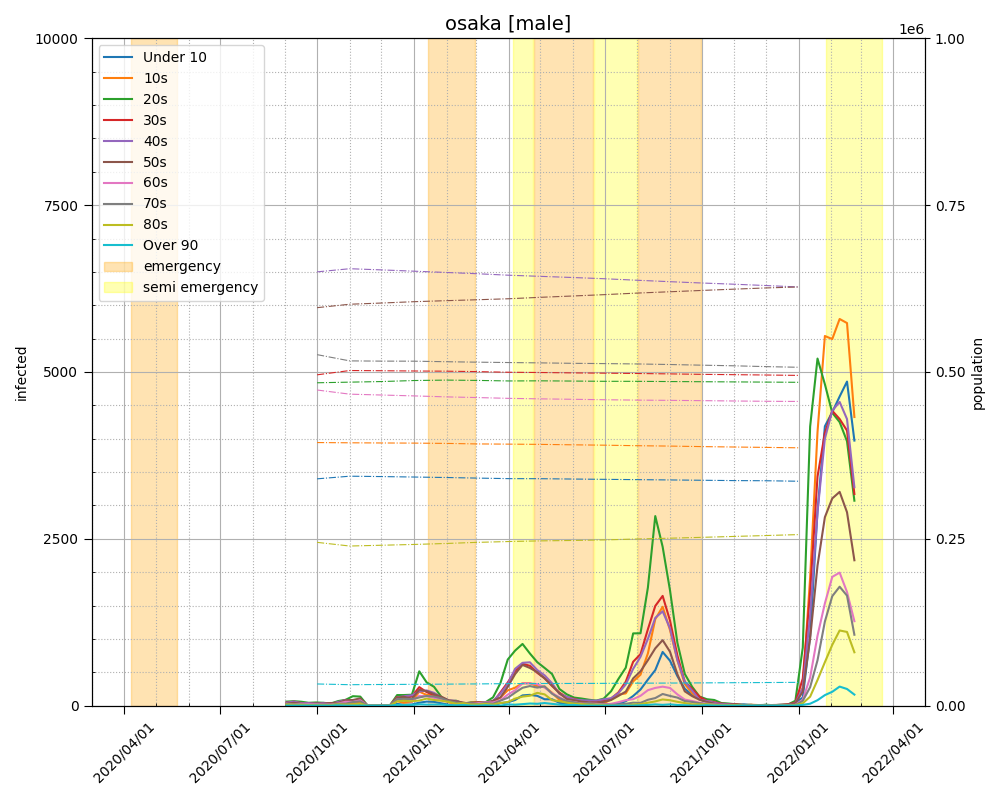 osaka [male]
1e6
10000
7500
5000
2500
0
infected
1.00
0.75
0.50
0.25
0.00
population
Under 10
10s
20s
30s
40s
50s
60s
70s
80s
Over 90
emergency
semi emergency
2020/04/01
2020/07/01
2020/10/01
2021/01/01
2021/04/01
2021/07/01
2021/10/01
2022/01/01
2022/04/01